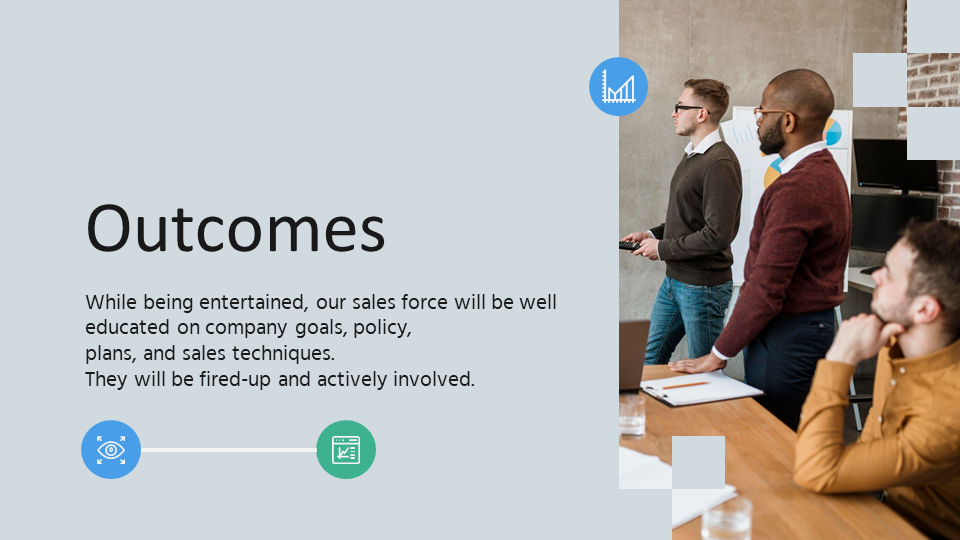 Outcomes
While being entertained, our sales force will be well
educated on company goals, policy,
plans, and sales techniques.
They will be fired-up and actively involved.